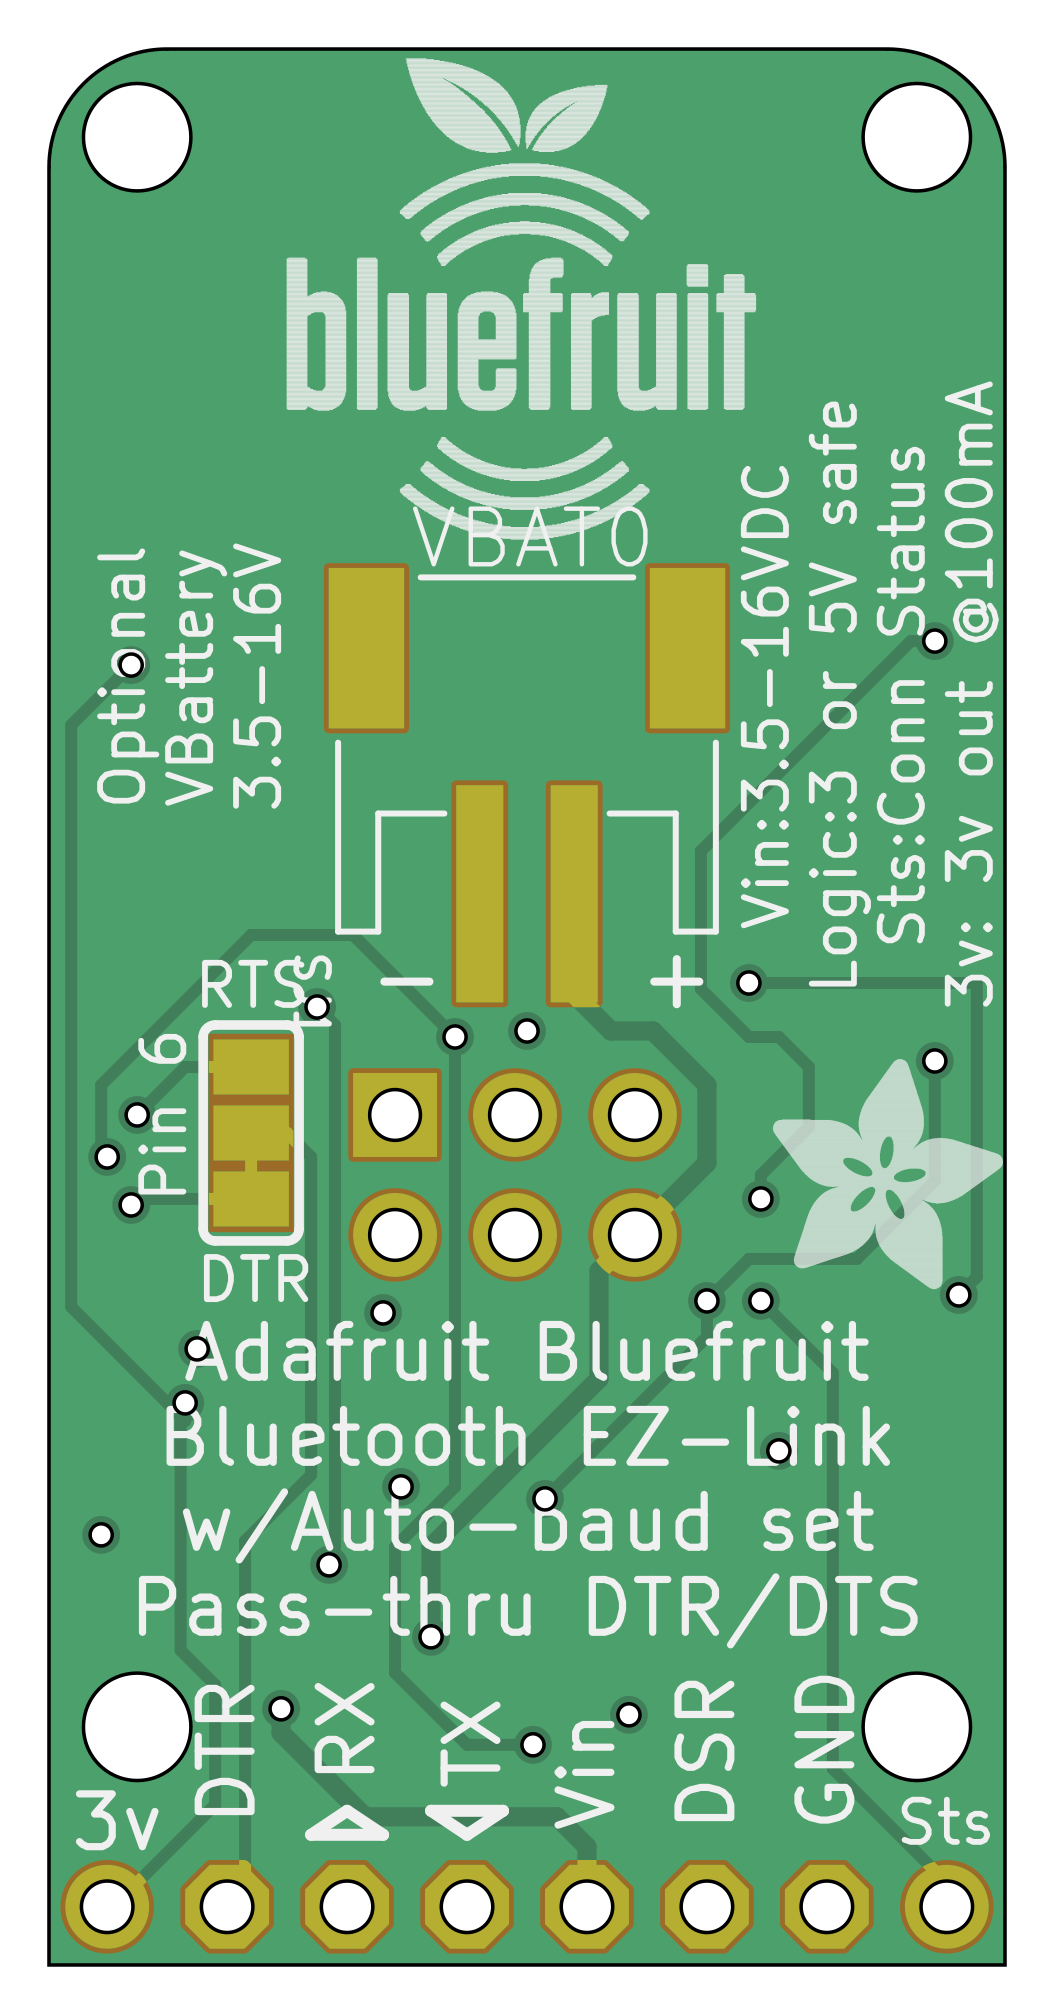 bluefruit
VBAT0
Optional
VBattery
3.5-16V
Vin:3.5-16VDC
Logic:3 or 5V safe
Sts:Conn Status
3v: 3v out @100mA
- +
RTS
Pin 6
DTR
Adafruit Bluefruit
Bluetooth EZ-Link
w/Auto-baud set
Pass-thru DTR/DTS
3v DTR RX TX Vin DSR GND Sts